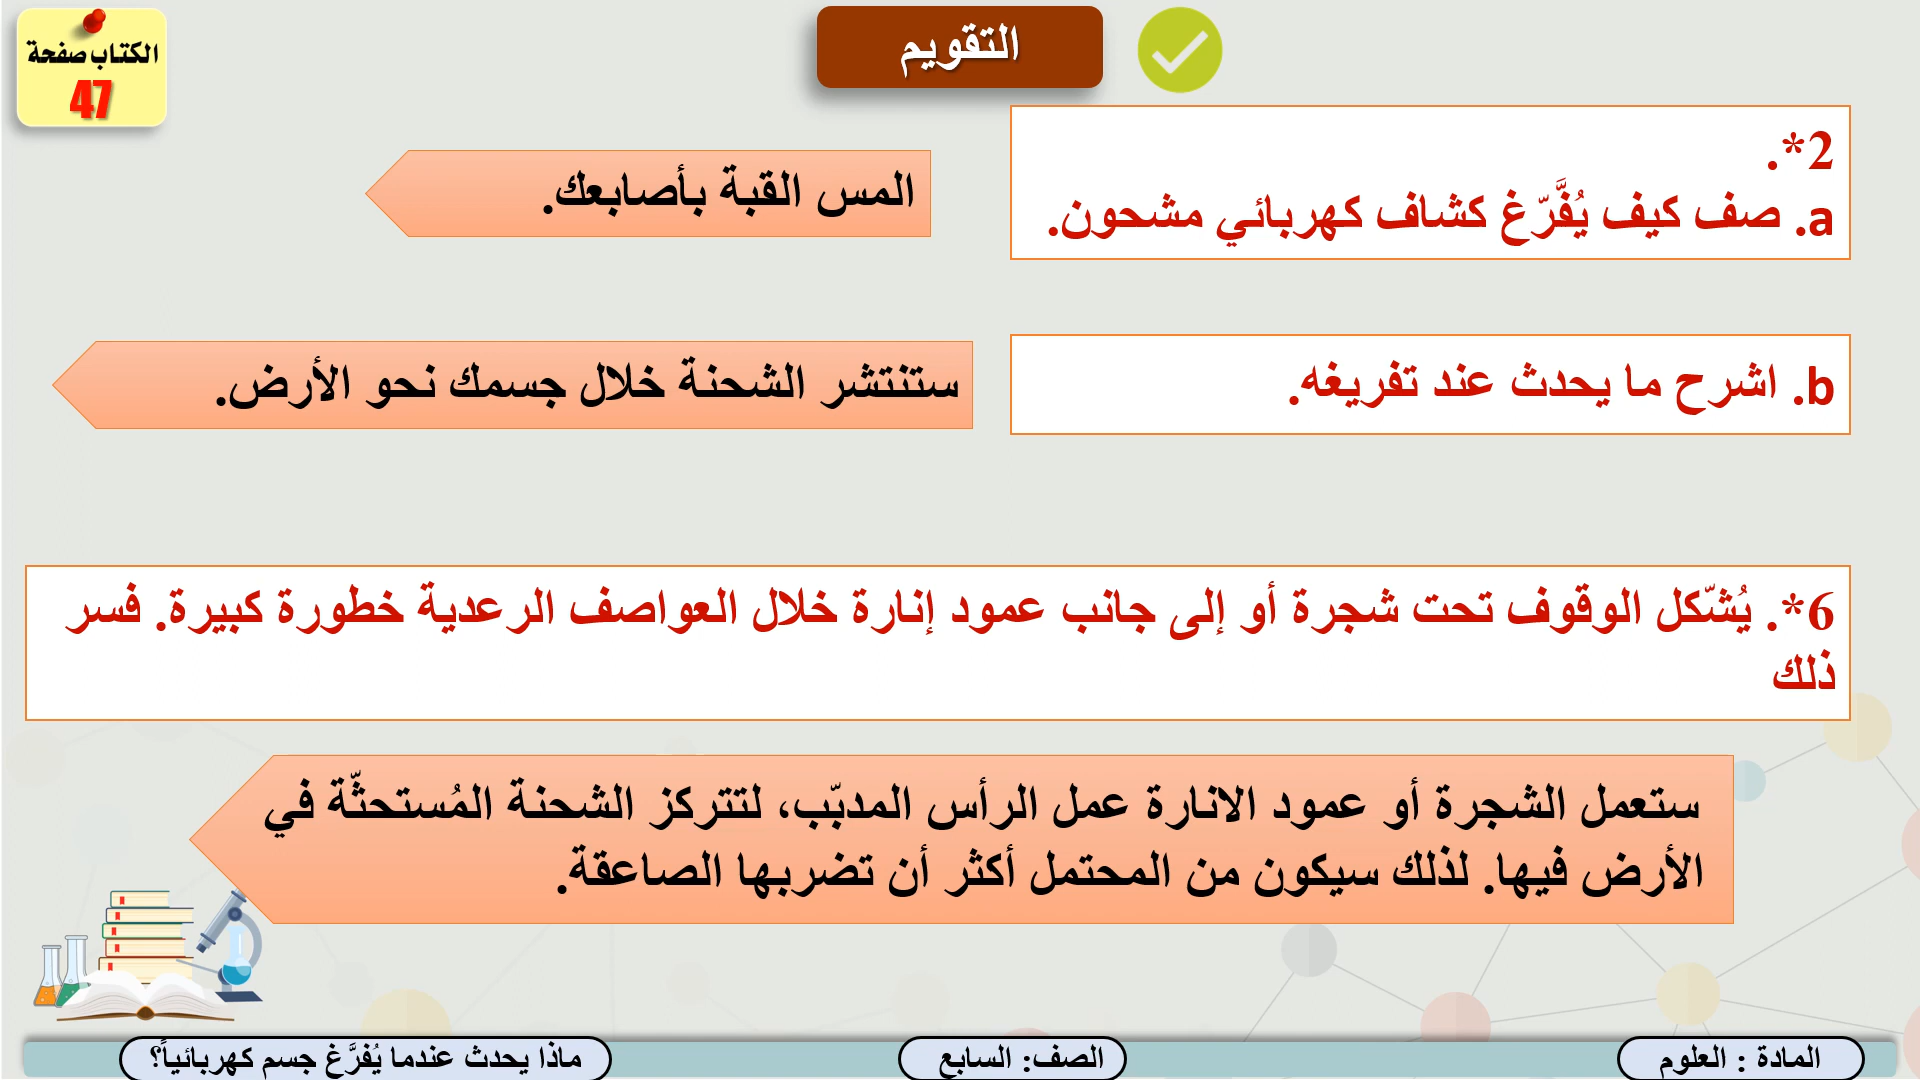 التقويم
الكتاب صفحة
47
2*.
a. صف كيف يُفَّرّغ كشاف كهربائي مشحون.
المس القبة بأصابعك.
b. اشرح ما يحدث عند تفريغه.
ستنتشر الشحنة خلال جسمك نحو الأرض.
6*. يُشّكل الوقوف تحت شجرة أو إلى جانب عمود إنارة خلال العواصف الرعدية خطورة كبيرة. فسر
ذلك
ستعمل الشجرة أو عمود الانارة عمل الرأس المدبّب، لتتركز الشحنة المُستحثّة في
الأرض فيها. لذلك سيكون من المحتمل أكثر أن تضربها الصاعقة.
المادة : العلوم
الصف: السابع
ماذا يحدث عندما يُفرَّغ جسم كهربائياً؟